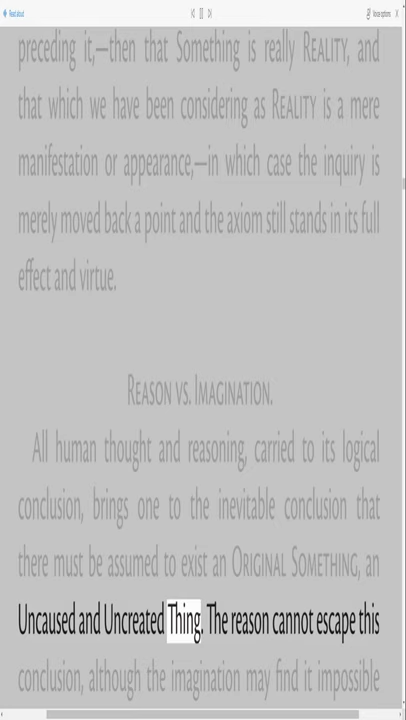 Read aloud
Voice options X
preceding it,—then that Something is really REALITY, and
that which we have been considering as REALITY is a mere
manifestation or appearance,—in which case the inquiry is
merely moved back a point and the axiom still stands in its full
effect and virtue.
REASON VS. IMAGINATION.
All human thought and reasoning, carried to its logical
conclusion, brings one to the inevitable conclusion that
there must be assumed to exist an ORIGINAL SOMETHING, an
Uncaused and Uncreated Thing. The reason cannot escape this
conclusion, although the imagination may find it impossible